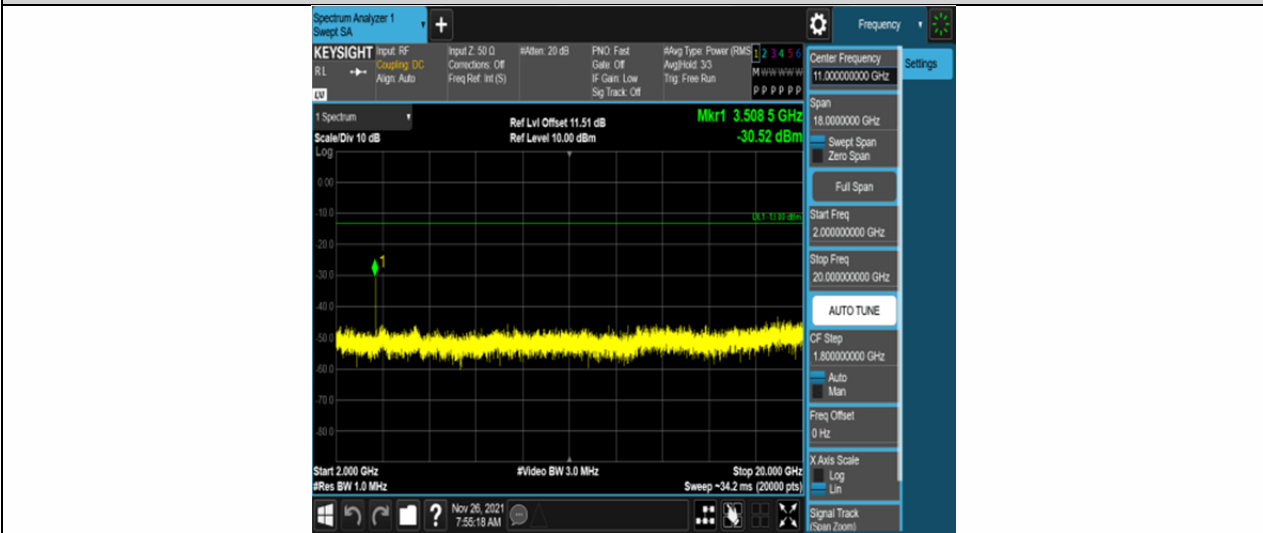 Spectrum Analyzer 1
Swept SA
+
Frequency
KEYSIGHT
RL
LV
Input: RF
Coupling: DC
Align: Auto
Input Z: 50 Ω
Corrections: Off
Freq Ref: Int (S)
#Atten: 20 dB
PNO: Fast
Gate: Off
IF Gain: Low
Sig Track: Off
#Avg Type: Power (RMS
Avg|Hold: 3/3
Trig: Free Run
1 2 3 4 5 6
M W W W W W
P P P P P P
1 Spectrum
Scale/Div 10 dB
Log
Ref Lvl Offset 11.51 dB
Ref Level 10.00 dBm
Mkr1 3.508 5 GHz
-30.52 dBm
0.00
-10.0
DL1 -13.00 dBm
-20.0
1
-30.0
-40.0
-50.0
-60.0
-70.0
-80.0
Start 2.000 GHz
#Res BW 1.0 MHz
#Video BW 3.0 MHz
Stop 20.000 GHz
Sweep ~34.2 ms (20000 pts)
?
Nov 26, 2021
7:55:18 AM
Center Frequency
11.000000000 GHz
Settings
Span
18.0000000 GHz
Swept Span
Zero Span
Full Span
Start Freq
2.000000000 GHz
Stop Freq
20.000000000 GHz
AUTO TUNE
CF Step
1.800000000 GHz
Auto
Man
Freq Offset
0 Hz
X Axis Scale
Log
Lin
Signal Track
(Span Zoom)